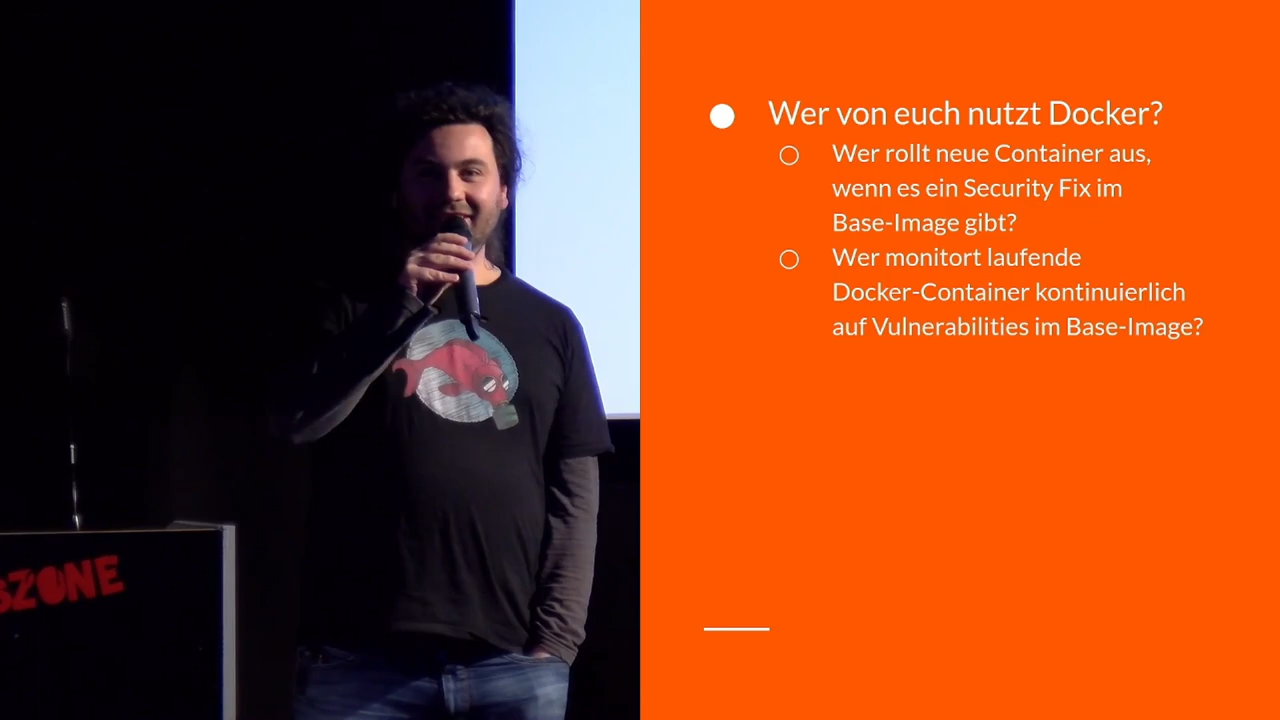 Wer von euch nutzt Docker?
Wer rollt neue Container aus,
wenn es ein Security Fix im
Base-Image gibt?
Wer monitort laufende
Docker-Container kontinuierlich
auf Vulnerabilities im Base-Image?
SZONE